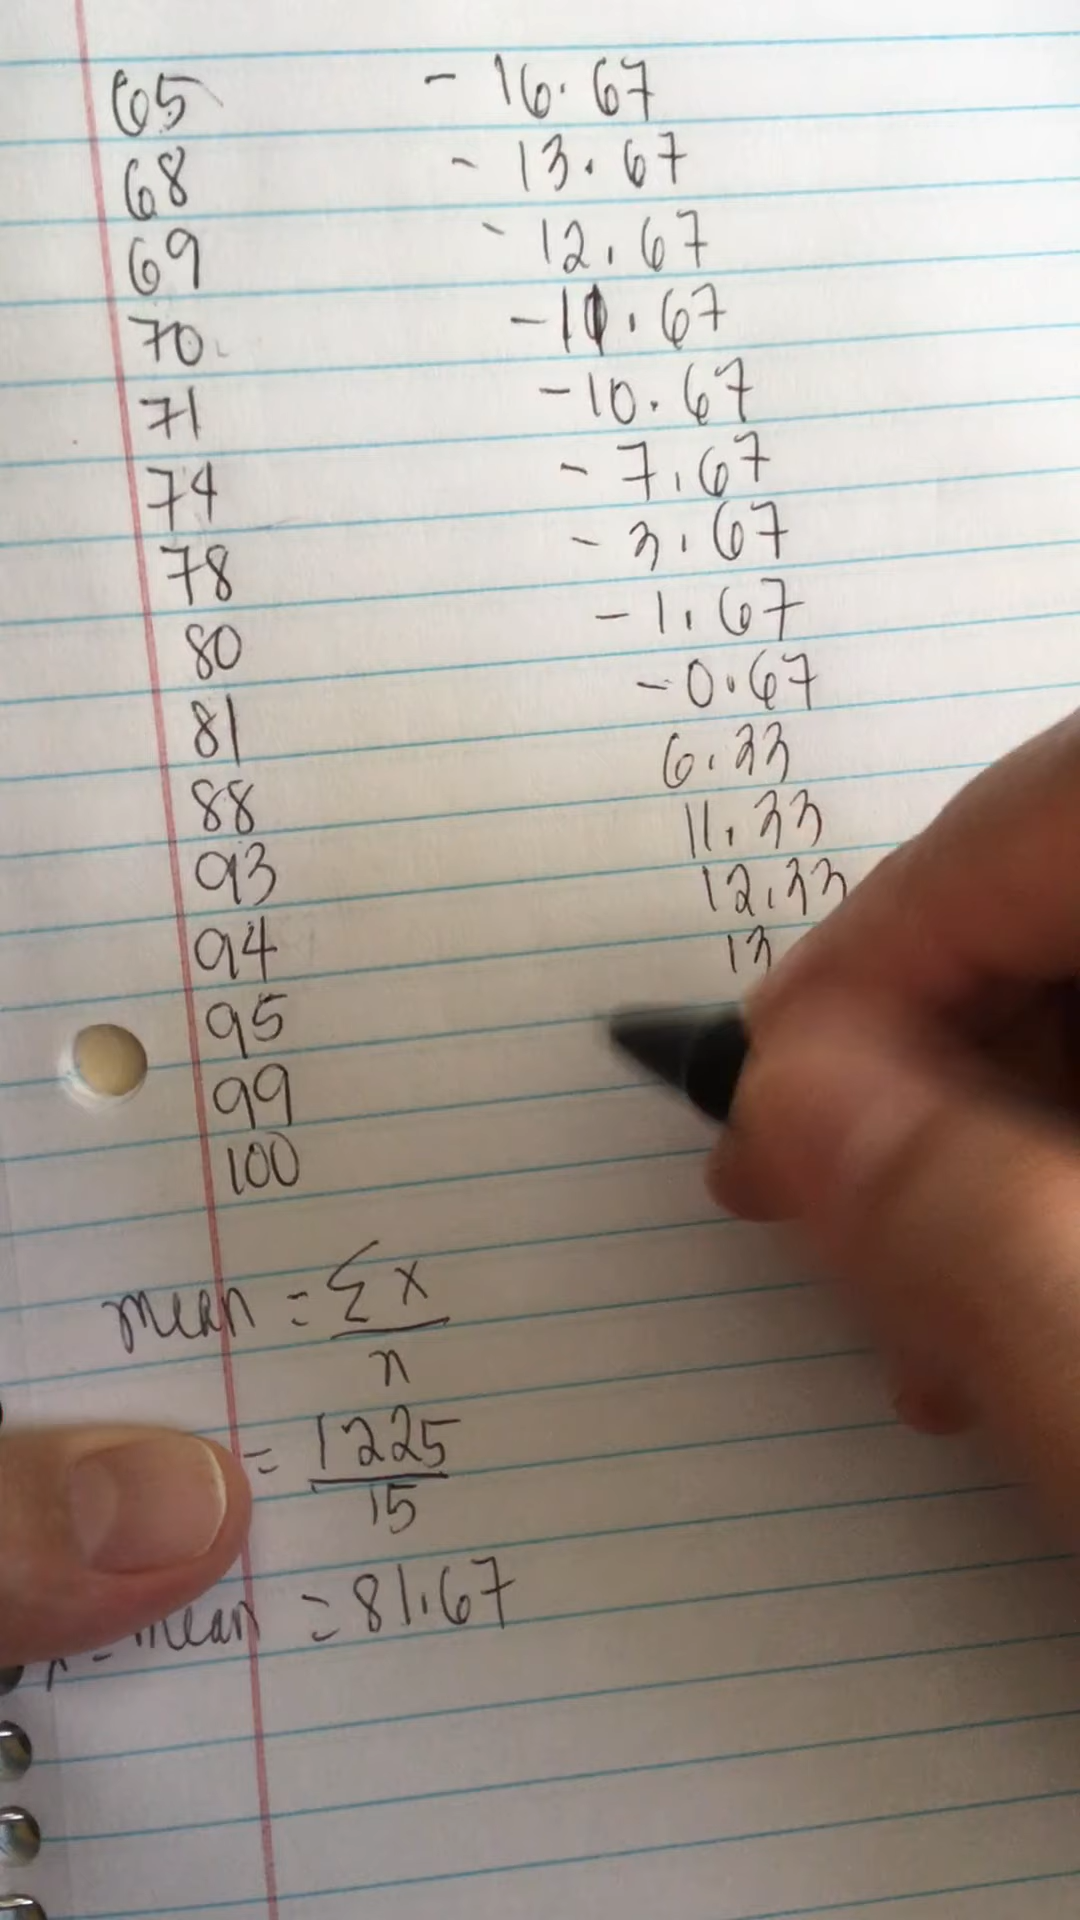 65 - 16.67
68 - 13.67
69 - 12.67
70 - 11.67
71 - 10.67
74 - 7.67
78 - 3.67
80 - 1.67
81 - 0.67
88 6.33
93 11.33
94 12.33
95 13
99
100
mean = Σx
n
= 1225
15
mean = 81.67